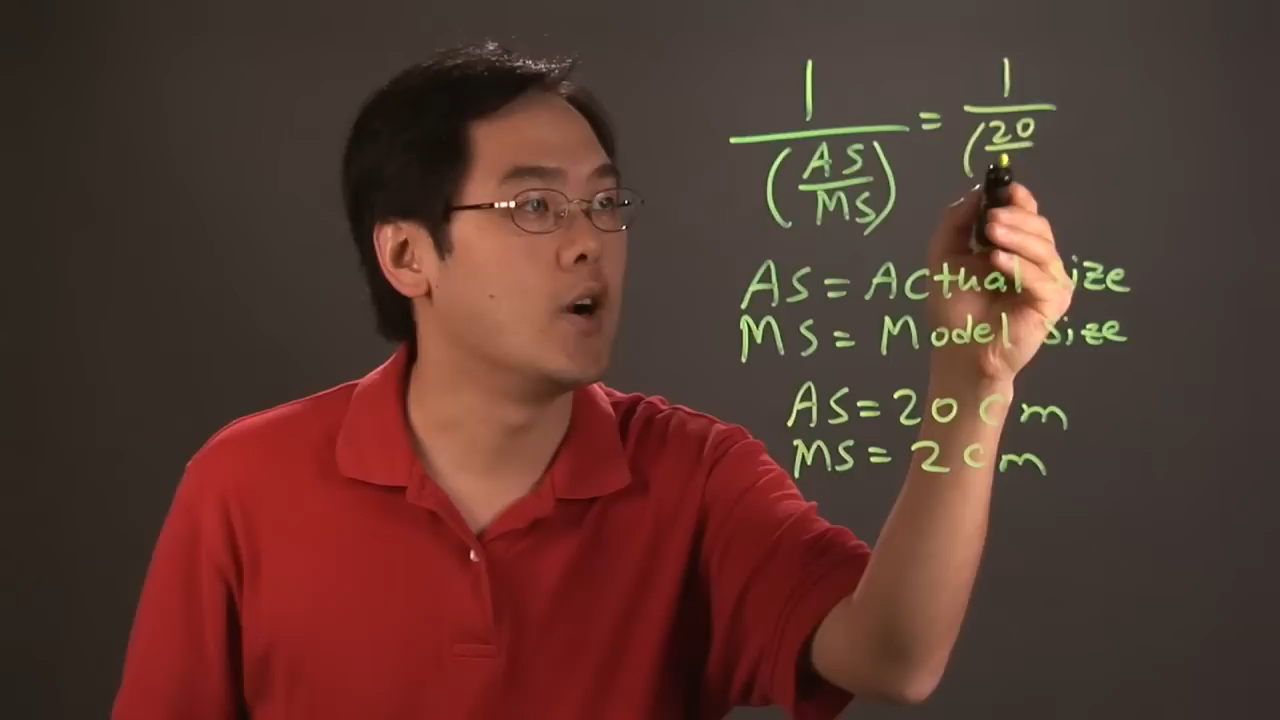 1 / (AS / MS) = 1 / (20
AS = Actual Size
MS = Model Size
AS = 20 cm
MS = 2 cm